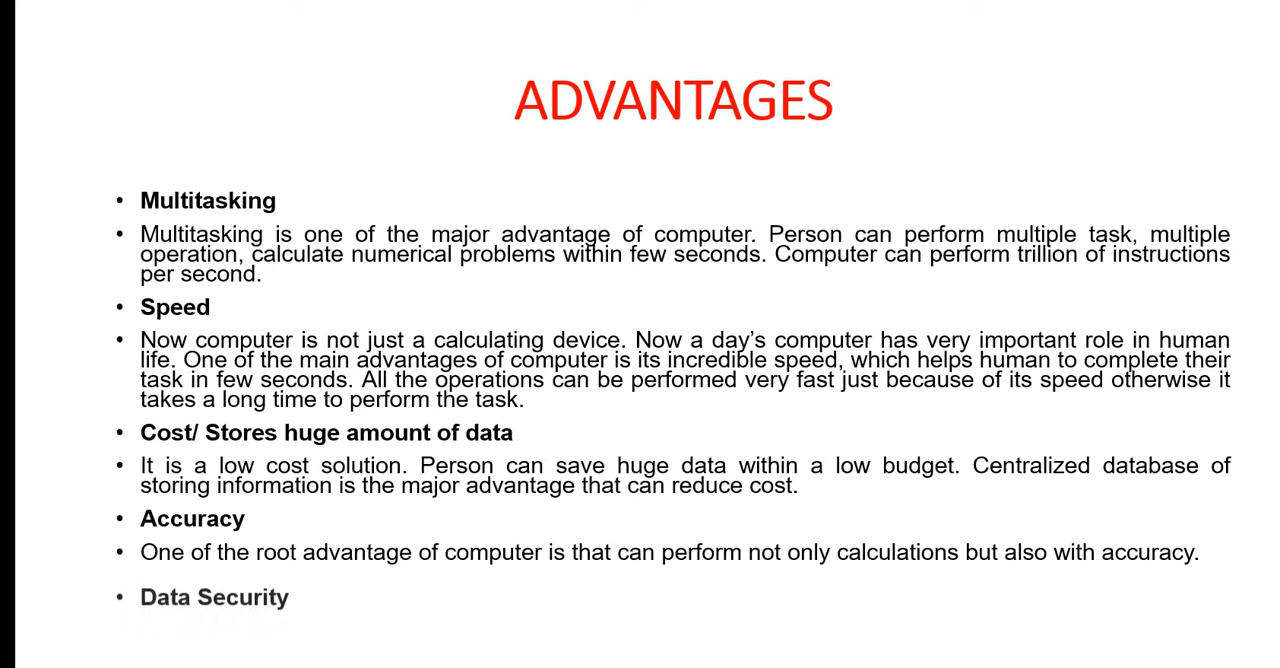 ADVANTAGES
• Multitasking
• Multitasking is one of the major advantage of computer. Person can perform multiple task, multiple
operation, calculate numerical problems within few seconds. Computer can perform trillion of instructions
per second.
• Speed
• Now computer is not just a calculating device. Now a day’s computer has very important role in human
life. One of the main advantages of computer is its incredible speed, which helps human to complete their
task in few seconds. All the operations can be performed very fast just because of its speed otherwise it
takes a long time to perform the task.
• Cost/ Stores huge amount of data
• It is a low cost solution. Person can save huge data within a low budget. Centralized database of
storing information is the major advantage that can reduce cost.
• Accuracy
• One of the root advantage of computer is that can perform not only calculations but also with accuracy.
• Data Security